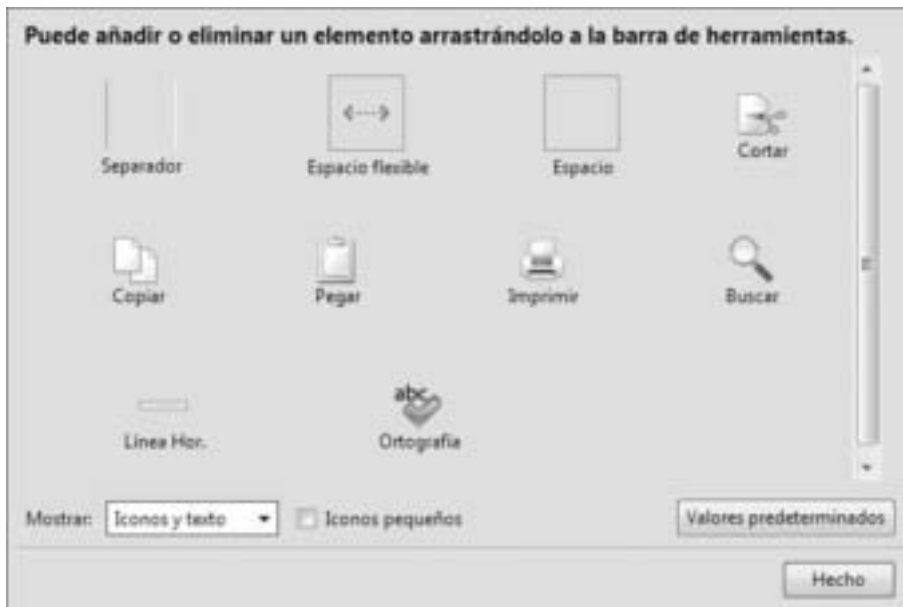 Puede añadir o eliminar un elemento arrastrándolo a la barra de herramientas.
Separador
Espacio flexible
Espacio
Cortar
Copiar
Pegar
Imprimir
Buscar
Línea Hor.
abc
Ortografía
Mostrar: Iconos y texto
Iconos pequeños
Valores predeterminados
Hecho